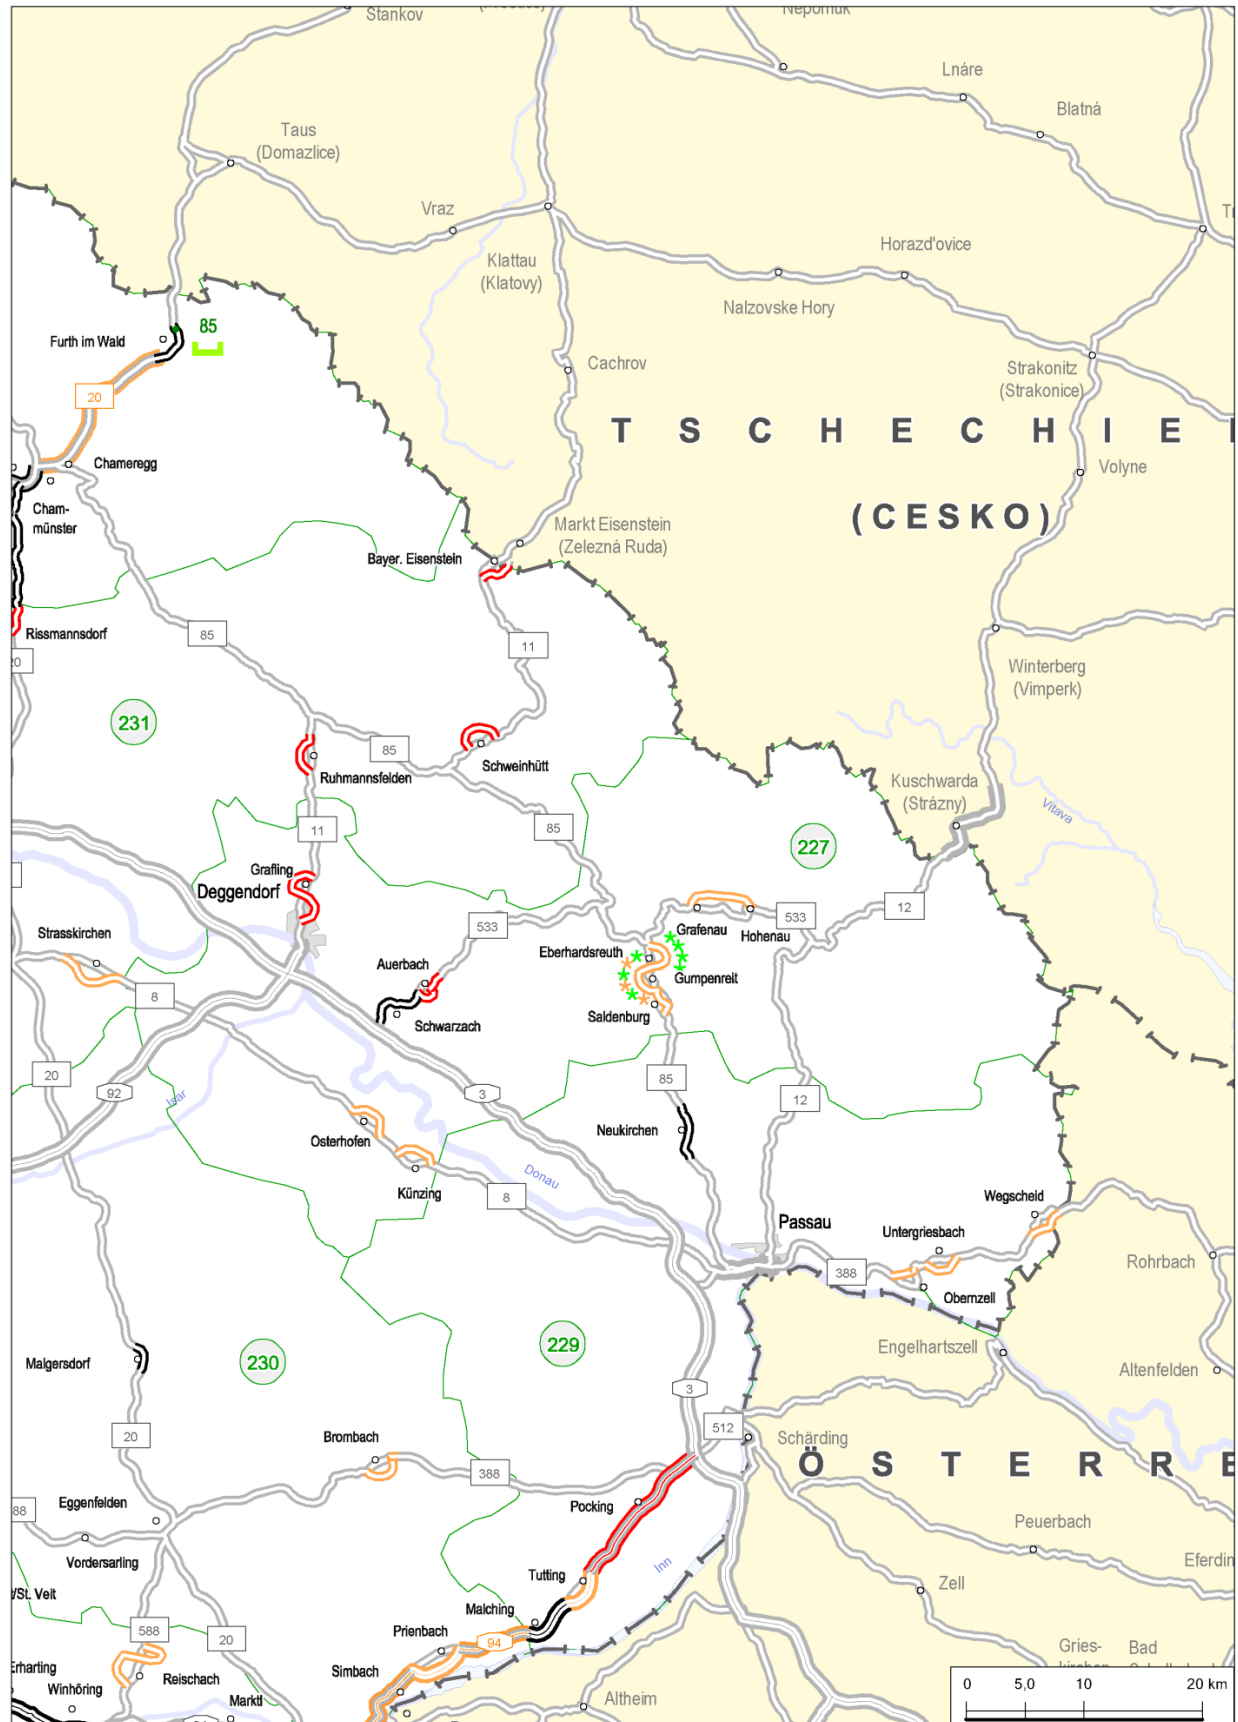 Stankov
Nepomuk
Lnáre
Blatná
Taus
(Domazlice)
Vraz
Klattau
(Klatovy)
Horazd'ovice
Nalzovske Hory
85
Furth im Wald
20
Cachrov
Strakonitz
(Strakonice)
T S C H E C H I E
Chameregg
Volyne
Cham-
münster
(CESKO)
Markt Eisenstein
(Zelezná Ruda)
Bayer. Eisenstein
Rissmannsdorf
85
11
20
Winterberg
(Vimperk)
231
85
Schweinhütt
Ruhmannsfelden
Kuschwarda
(Strázny)
Vltava
11
85
227
Grafling
Deggendorf
12
533
533
Grafenau
Hohenau
Strasskirchen
Eberhardsreuth
Auerbach
Gumpenreit
8
Saldenburg
Schwarzach
20
92
3
85
12
Isar
Neukirchen
Osterhofen
Donau
Künzing
8
Wegscheid
Passau
Untergriesbach
Rohrbach
388
Obernzell
229
Engelhartszell
230
Malgersdorf
Altenfelden
3
512
20
Brombach
Schärding
388
Ö S T E R R E
88
Eggenfelden
Pocking
Peuerbach
Vordersarling
Inn
Eferdin
Tutting
Zell
/St. Veit
Malching
588
20
Prienbach
94
Gries-
kirchen
Bad
Erharting
Reischach
Simbach
Winhöring
Marktl
Altheim
0 5,0 10 20 km